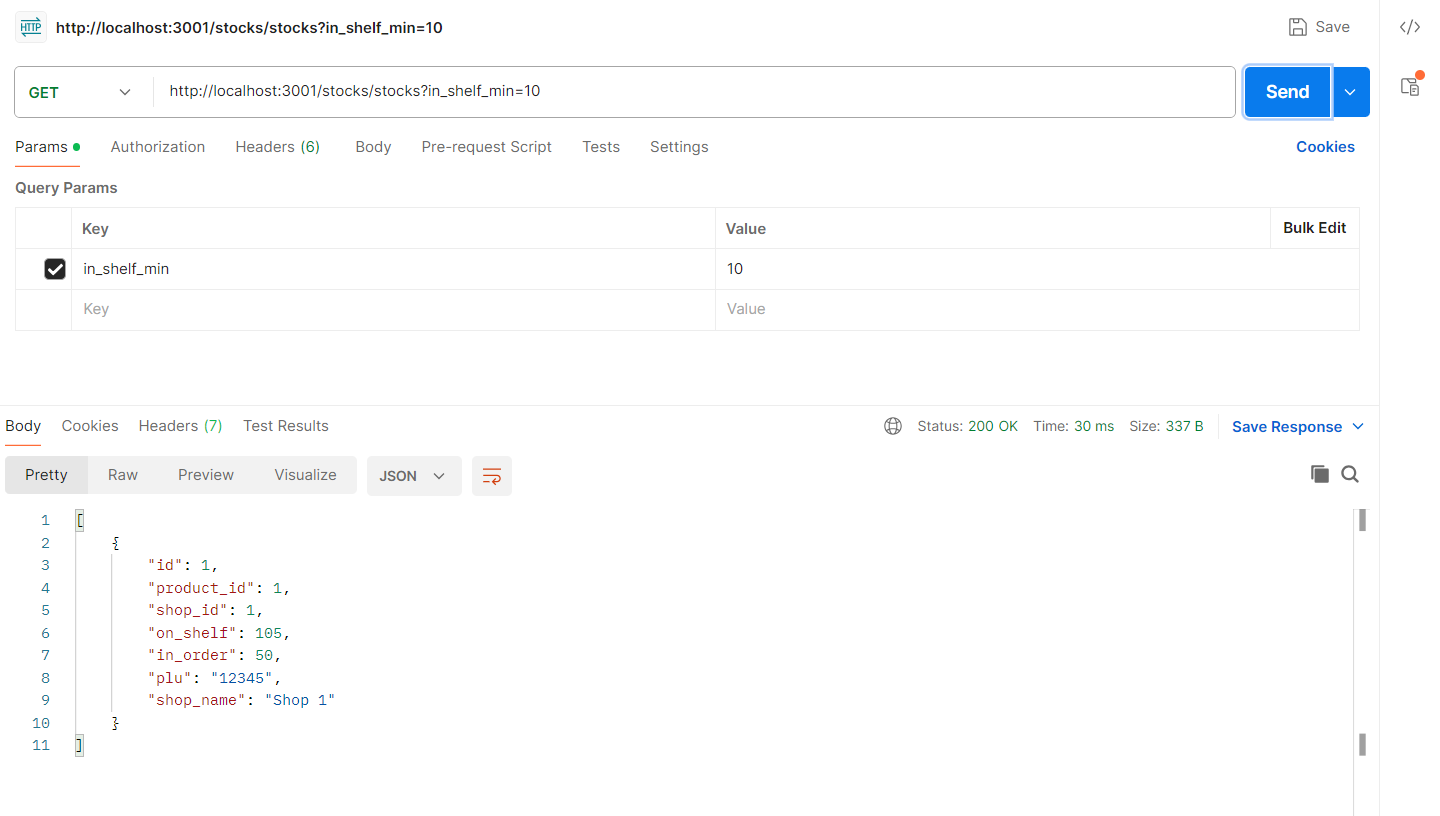 HTTP http://localhost:3001/stocks/stocks?in_shelf_min=10 Save
GET http://localhost:3001/stocks/stocks?in_shelf_min=10 Send
Params Authorization Headers (6) Body Pre-request Script Tests Settings Cookies
Query Params
Key Value Bulk Edit
in_shelf_min 10
Key Value
Body Cookies Headers (7) Test Results Status: 200 OK Time: 30 ms Size: 337 B Save Response
Pretty Raw Preview Visualize JSON
1 [
2 {
3 "id": 1,
4 "product_id": 1,
5 "shop_id": 1,
6 "on_shelf": 105,
7 "in_order": 50,
8 "plu": "12345",
9 "shop_name": "Shop 1"
10 }
11 ]